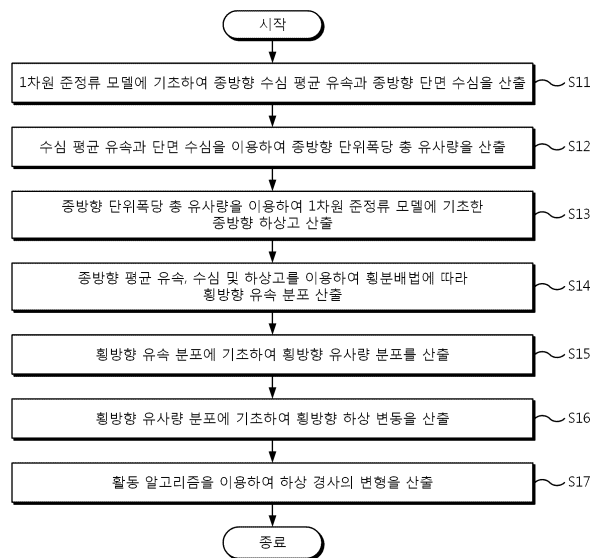 시작
1차원 준정류 모델에 기초하여 종방향 수심 평균 유속과 종방향 단면 수심을 산출
S11
수심 평균 유속과 단면 수심을 이용하여 종방향 단위폭당 총 유사량을 산출
S12
종방향 단위폭당 총 유사량을 이용하여 1차원 준정류 모델에 기초한
종방향 하상고 산출
S13
종방향 평균 유속, 수심 및 하상고를 이용하여 횡분배법에 따라
횡방향 유속 분포 산출
S14
횡방향 유속 분포에 기초하여 횡방향 유사량 분포를 산출
S15
횡방향 유사량 분포에 기초하여 횡방향 하상 변동을 산출
S16
활동 알고리즘을 이용하여 하상 경사의 변형을 산출
S17
종료